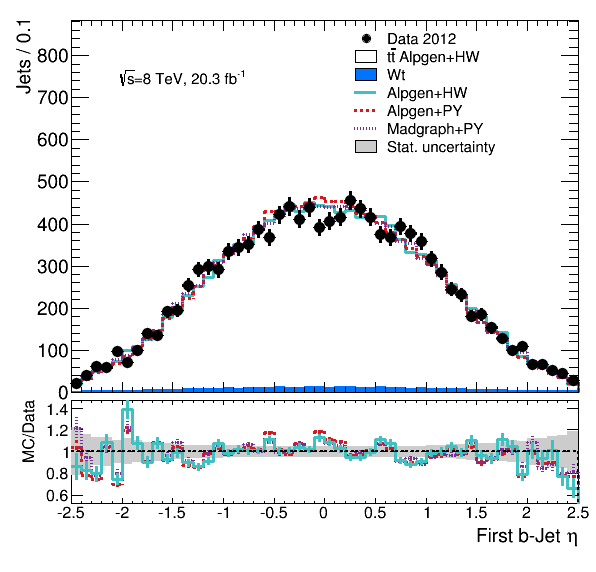 Jets / 0.1
800
700
600
500
400
300
200
100
0
√s=8 TeV, 20.3 fb⁻¹
Data 2012
tt̄ Alpgen+HW
Wt
Alpgen+HW
Alpgen+PY
Madgraph+PY
Stat. uncertainty
MC/Data
1.4
1.2
1
0.8
0.6
-2.5 -2 -1.5 -1 -0.5 0 0.5 1 1.5 2 2.5
First b-Jet η